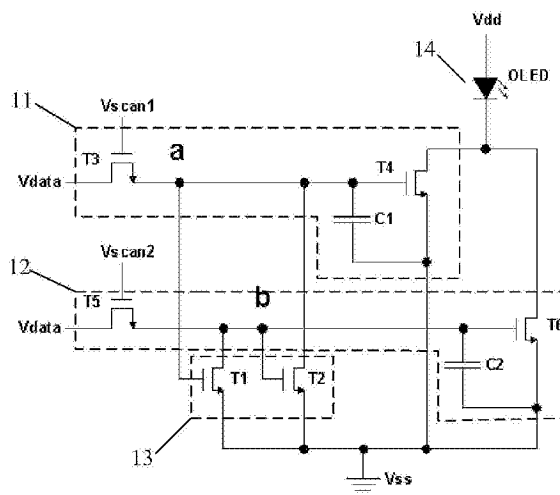 Vdd
14
OLED
11
Vscan1
T3
a
T4
Vdata
C1
12
Vscan2
T5
b
Vdata
T6
T1
T2
C2
13
Vss